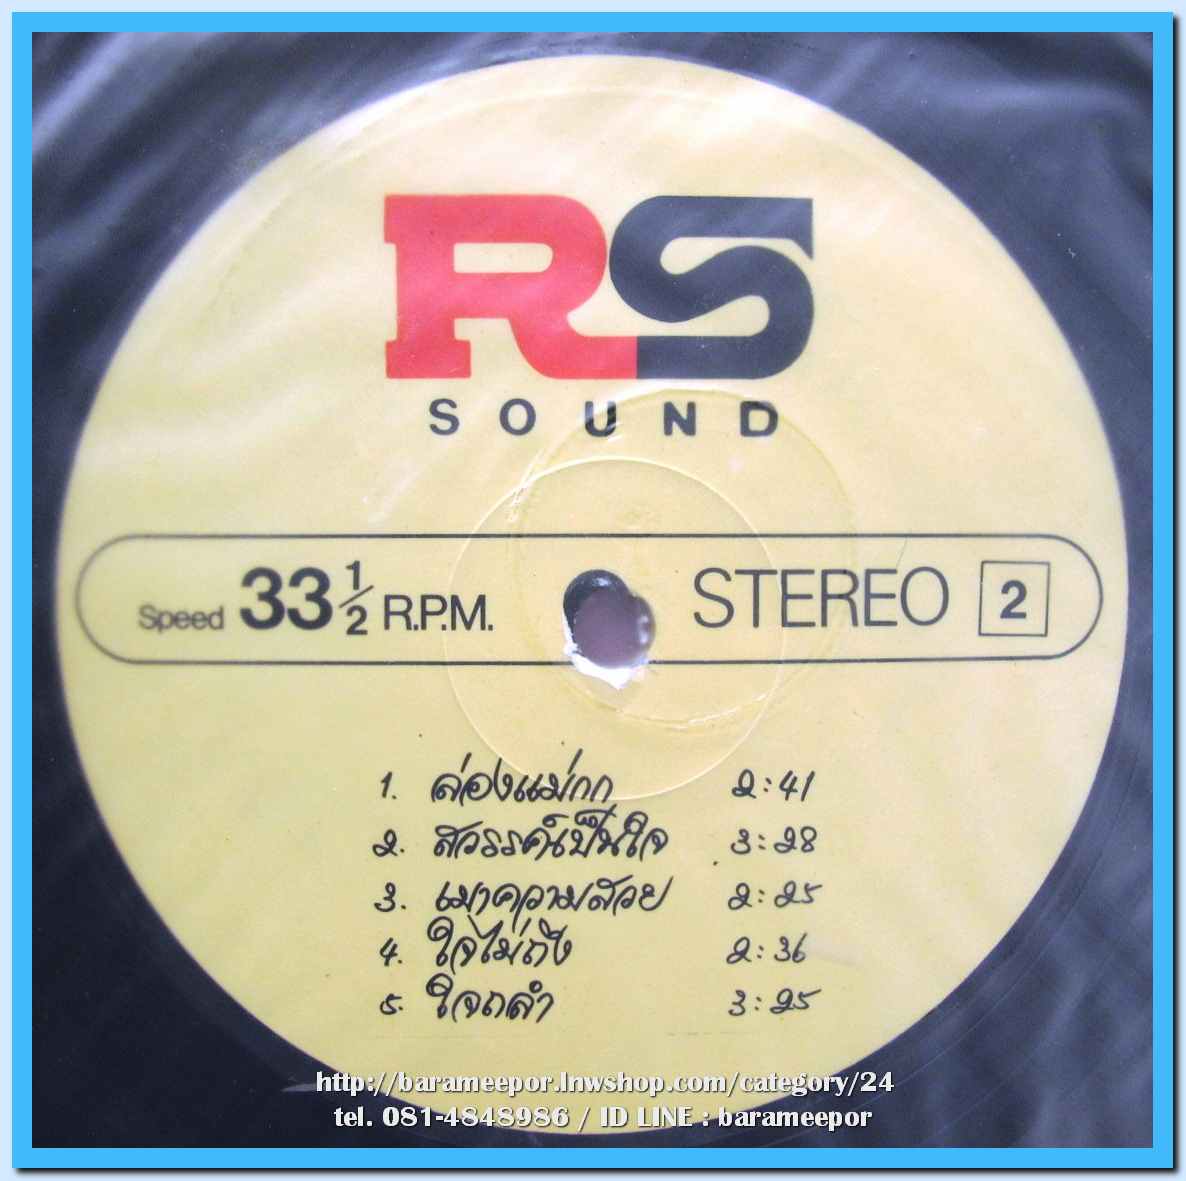 RS
SOUND
Speed 33 1/2 R.P.M. STEREO 2
1. ล่องแม่กก 2:41
2. สวรรค์เป็นใจ 3:28
3. เมาความสวย 2:25
4. ใจไม่ถึง 2:36
5. ใจถลำ 3:25
http://barameepor.lnwshop.com/category/24
tel. 081-4848986 / ID LINE : barameepor